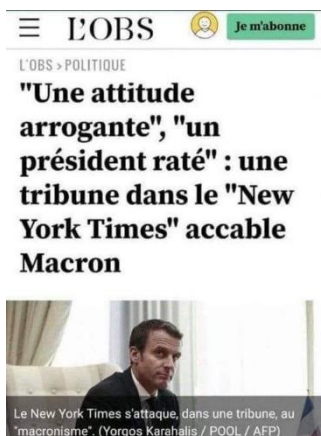 L'OBS
Je m'abonne
L'OBS > POLITIQUE
"Une attitude
arrogante", "un
président raté" : une
tribune dans le "New
York Times" accable
Macron
Le New York Times s'attaque, dans une tribune, au
"macronisme". (Yorgos Karahalis / POOL / AFP)